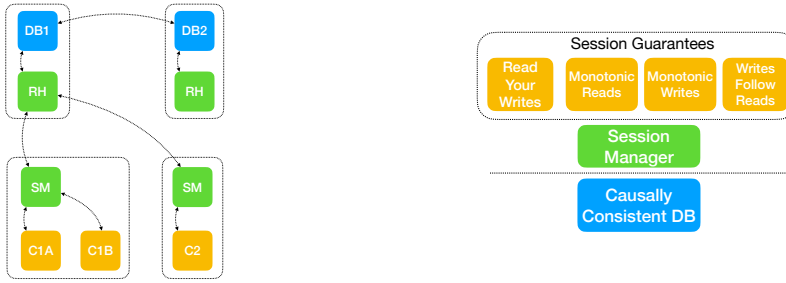 DB1
DB2
RH
RH
SM
SM
C1A
C1B
C2
Session Guarantees
Read
Your
Writes
Monotonic
Reads
Monotonic
Writes
Writes
Follow
Reads
Session
Manager
Causally
Consistent DB